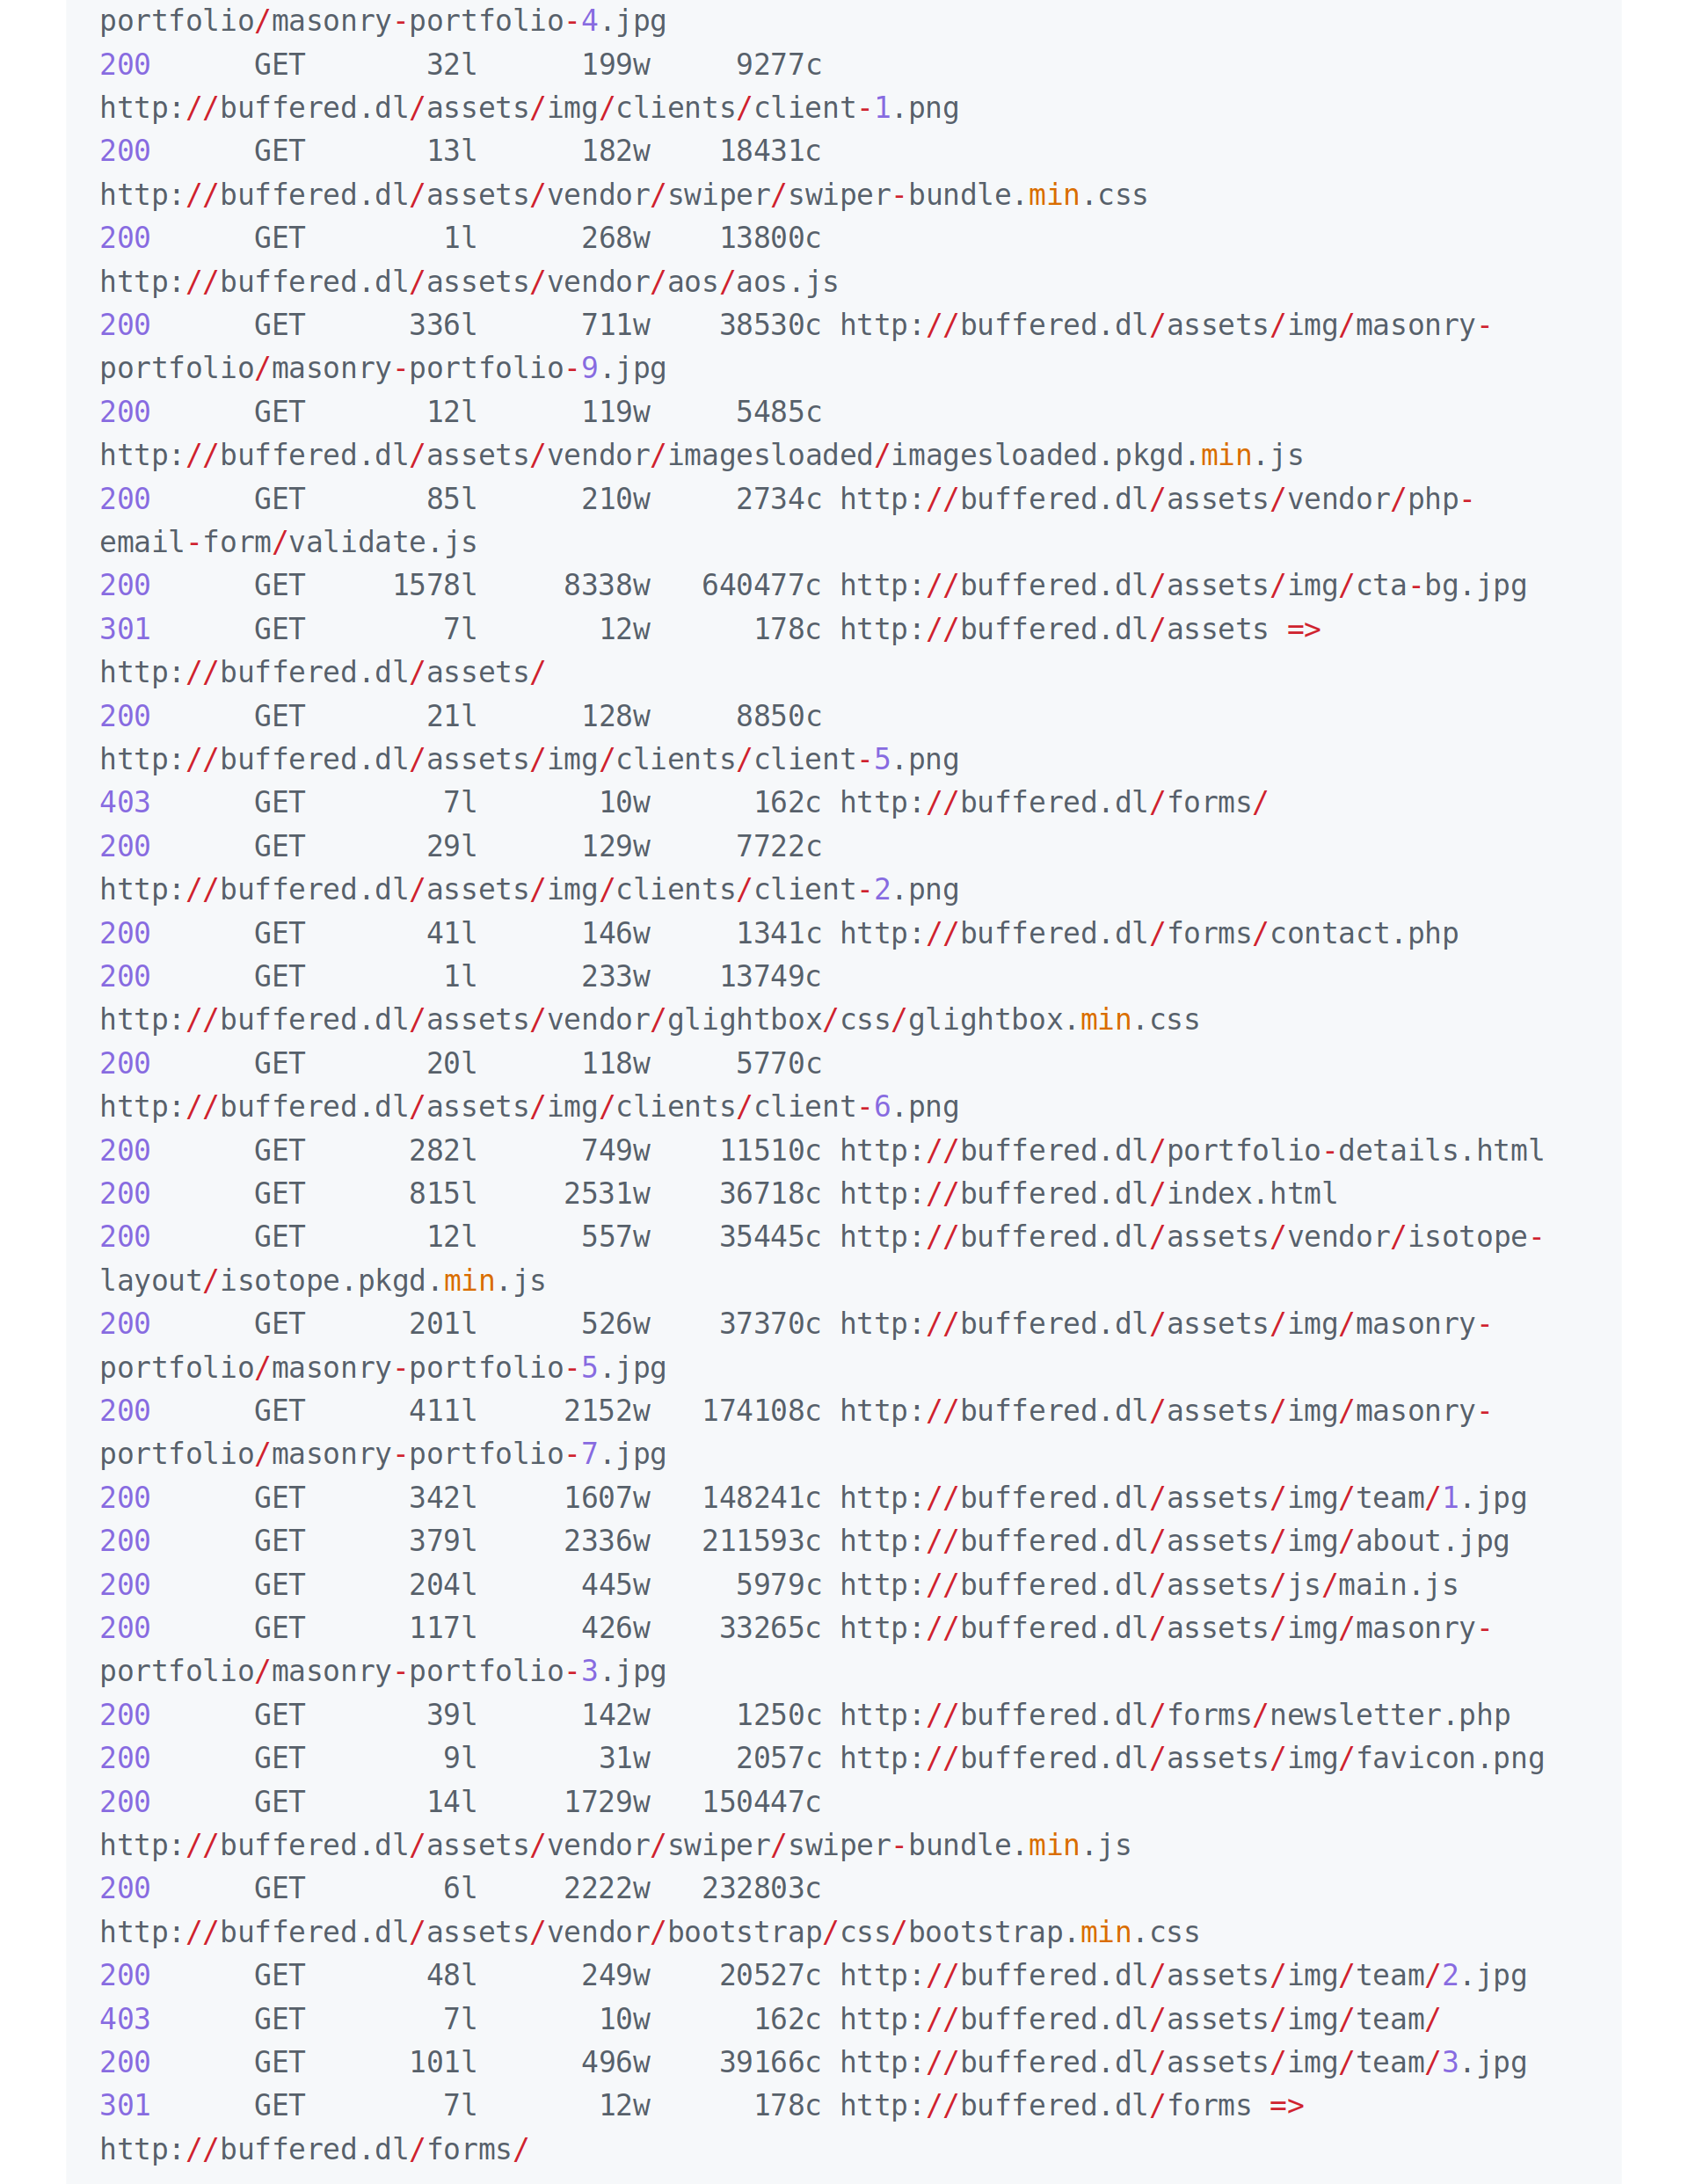 portfolio/masonry-portfolio-4.jpg
200      GET       32l      199w     9277c
http://buffered.dl/assets/img/clients/client-1.png
200      GET       13l      182w    18431c
http://buffered.dl/assets/vendor/swiper/swiper-bundle.min.css
200      GET        1l      268w    13800c
http://buffered.dl/assets/vendor/aos/aos.js
200      GET      336l      711w    38530c http://buffered.dl/assets/img/masonry-
portfolio/masonry-portfolio-9.jpg
200      GET       12l      119w     5485c
http://buffered.dl/assets/vendor/imagesloaded/imagesloaded.pkgd.min.js
200      GET       85l      210w     2734c http://buffered.dl/assets/vendor/php-
email-form/validate.js
200      GET     1578l     8338w   640477c http://buffered.dl/assets/img/cta-bg.jpg
301      GET        7l       12w      178c http://buffered.dl/assets =>
http://buffered.dl/assets/
200      GET       21l      128w     8850c
http://buffered.dl/assets/img/clients/client-5.png
403      GET        7l       10w      162c http://buffered.dl/forms/
200      GET       29l      129w     7722c
http://buffered.dl/assets/img/clients/client-2.png
200      GET       41l      146w     1341c http://buffered.dl/forms/contact.php
200      GET        1l      233w    13749c
http://buffered.dl/assets/vendor/glightbox/css/glightbox.min.css
200      GET       20l      118w     5770c
http://buffered.dl/assets/img/clients/client-6.png
200      GET      282l      749w    11510c http://buffered.dl/portfolio-details.html
200      GET      815l     2531w    36718c http://buffered.dl/index.html
200      GET       12l      557w    35445c http://buffered.dl/assets/vendor/isotope-
layout/isotope.pkgd.min.js
200      GET      201l      526w    37370c http://buffered.dl/assets/img/masonry-
portfolio/masonry-portfolio-5.jpg
200      GET      411l     2152w   174108c http://buffered.dl/assets/img/masonry-
portfolio/masonry-portfolio-7.jpg
200      GET      342l     1607w   148241c http://buffered.dl/assets/img/team/1.jpg
200      GET      379l     2336w   211593c http://buffered.dl/assets/img/about.jpg
200      GET      204l      445w     5979c http://buffered.dl/assets/js/main.js
200      GET      117l      426w    33265c http://buffered.dl/assets/img/masonry-
portfolio/masonry-portfolio-3.jpg
200      GET       39l      142w     1250c http://buffered.dl/forms/newsletter.php
200      GET        9l       31w     2057c http://buffered.dl/assets/img/favicon.png
200      GET       14l     1729w   150447c
http://buffered.dl/assets/vendor/swiper/swiper-bundle.min.js
200      GET        6l     2222w   232803c
http://buffered.dl/assets/vendor/bootstrap/css/bootstrap.min.css
200      GET       48l      249w    20527c http://buffered.dl/assets/img/team/2.jpg
403      GET        7l       10w      162c http://buffered.dl/assets/img/team/
200      GET      101l      496w    39166c http://buffered.dl/assets/img/team/3.jpg
301      GET        7l       12w      178c http://buffered.dl/forms =>
http://buffered.dl/forms/